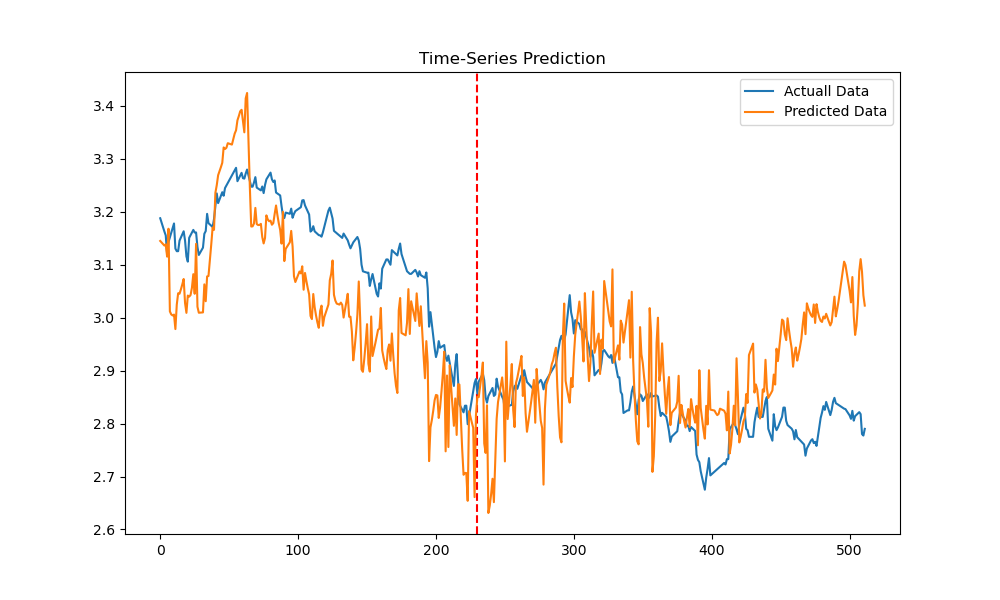 Time-Series Prediction
Actuall Data
Predicted Data
3.4
3.3
3.2
3.1
3.0
2.9
2.8
2.7
2.6
0 100 200 300 400 500